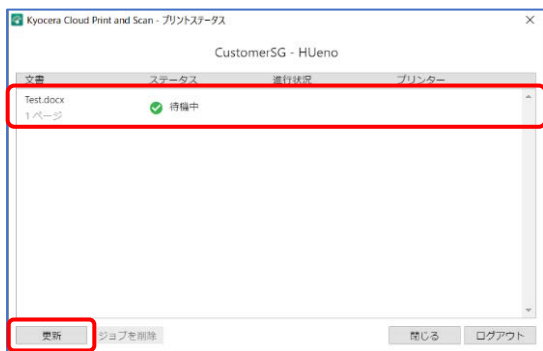 Kyocera Cloud Print and Scan - プリントステータス
CustomerSG - HUeno
文書 ステータス 進行状況 プリンター
Test.docx
1 ページ
待機中
更新 ジョブを削除 閉じる ログアウト